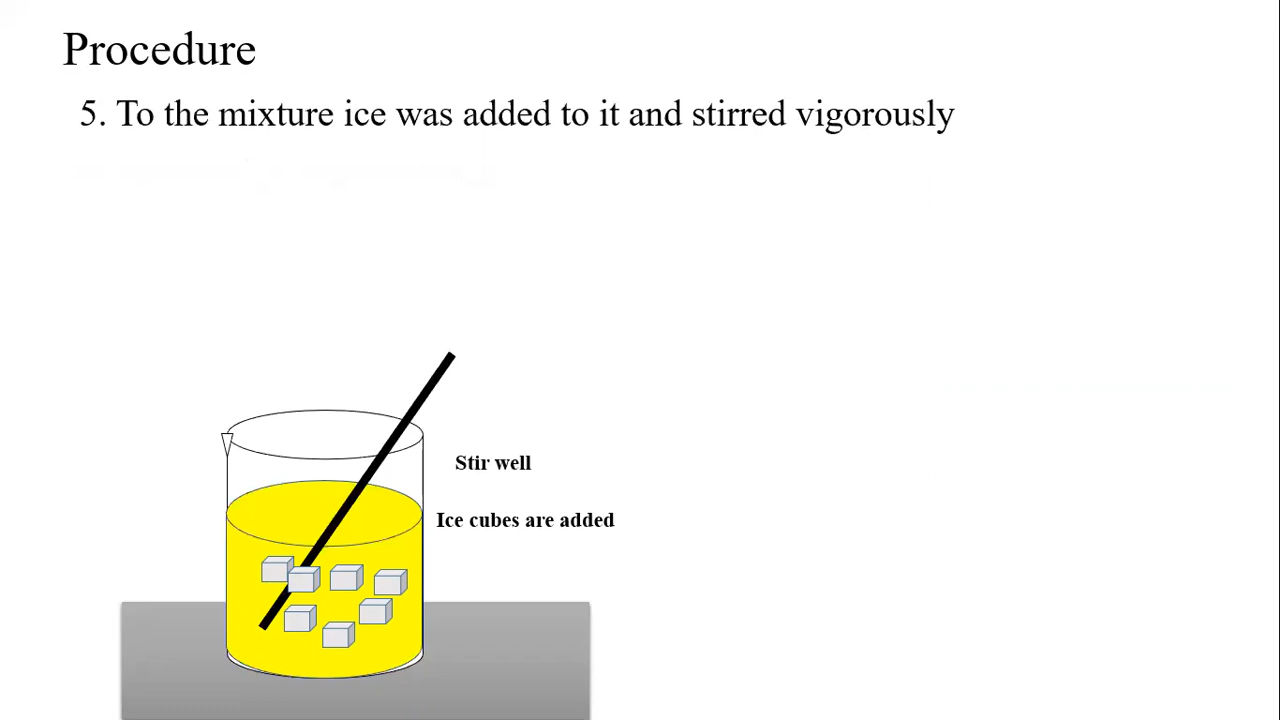 Procedure
5. To the mixture ice was added to it and stirred vigorously
Stir well
Ice cubes are added